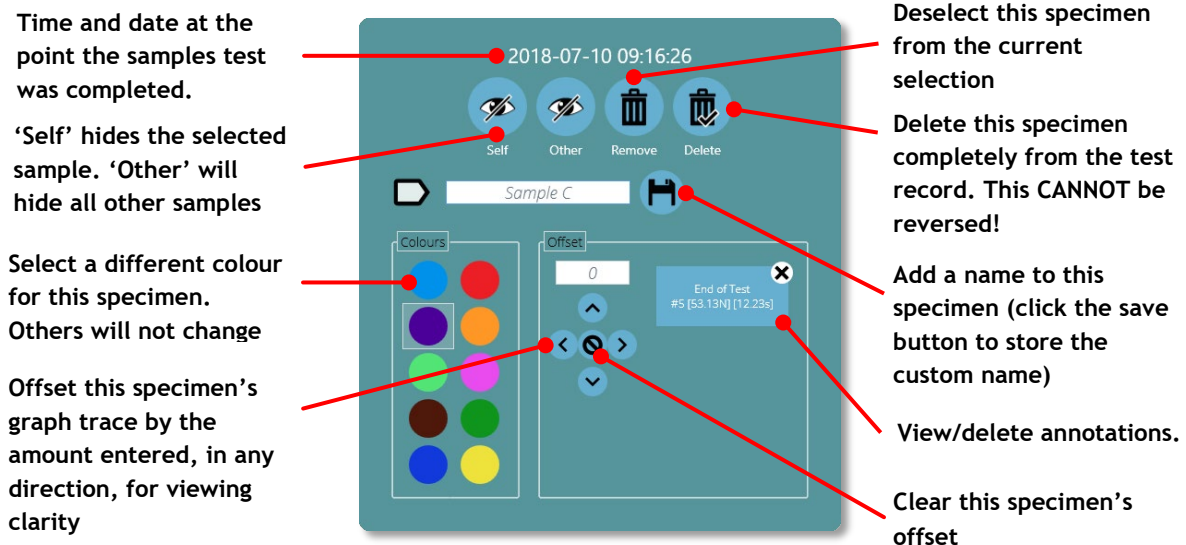 Time and date at the
point the samples test
was completed.
‘Self’ hides the selected
sample. ‘Other’ will
hide all other samples
Select a different colour
for this specimen.
Others will not change
Offset this specimen’s
graph trace by the
amount entered, in any
direction, for viewing
clarity
2018-07-10 09:16:26
Self Other Remove Delete
Sample C
Colours
Offset
0
End of Test
#5 [53.13N] [12.23s]
Deselect this specimen
from the current
selection
Delete this specimen
completely from the test
record. This CANNOT be
reversed!
Add a name to this
specimen (click the save
button to store the
custom name)
View/delete annotations.
Clear this specimen’s
offset